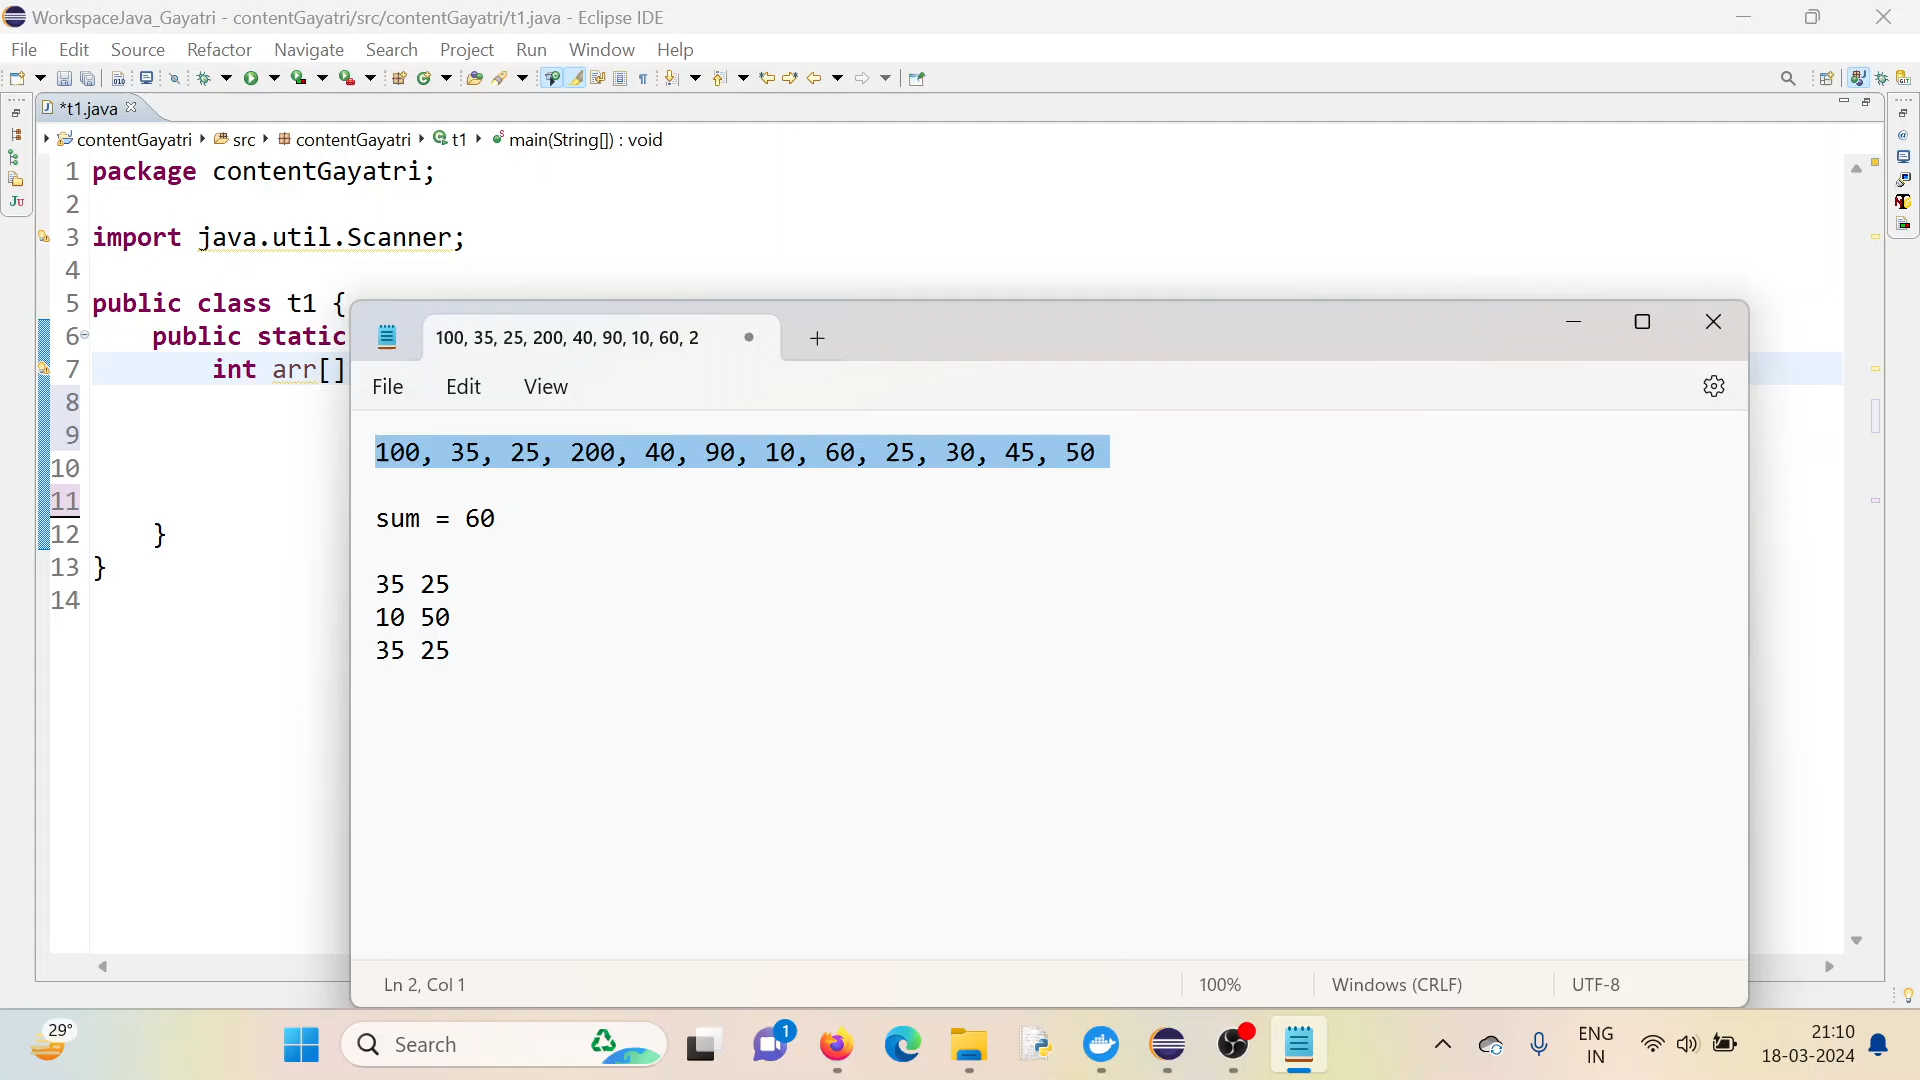 WorkspaceJava_Gayatri - contentGayatri/src/contentGayatri/t1.java - Eclipse IDE
File Edit Source Refactor Navigate Search Project Run Window Help
*t1.java
contentGayatri src contentGayatri t1 main(String[]) : void
1 package contentGayatri;
2
3 import java.util.Scanner;
4
5 public class t1 {
6 public static
7 int arr[]
8
9
10
11
12 }
13 }
14
100, 35, 25, 200, 40, 90, 10, 60, 2
File Edit View
100, 35, 25, 200, 40, 90, 10, 60, 25, 30, 45, 50
sum = 60
35 25
10 50
35 25
Ln 2, Col 1 100% Windows (CRLF) UTF-8
29°
Search
1
ENG
IN
21:10
18-03-2024